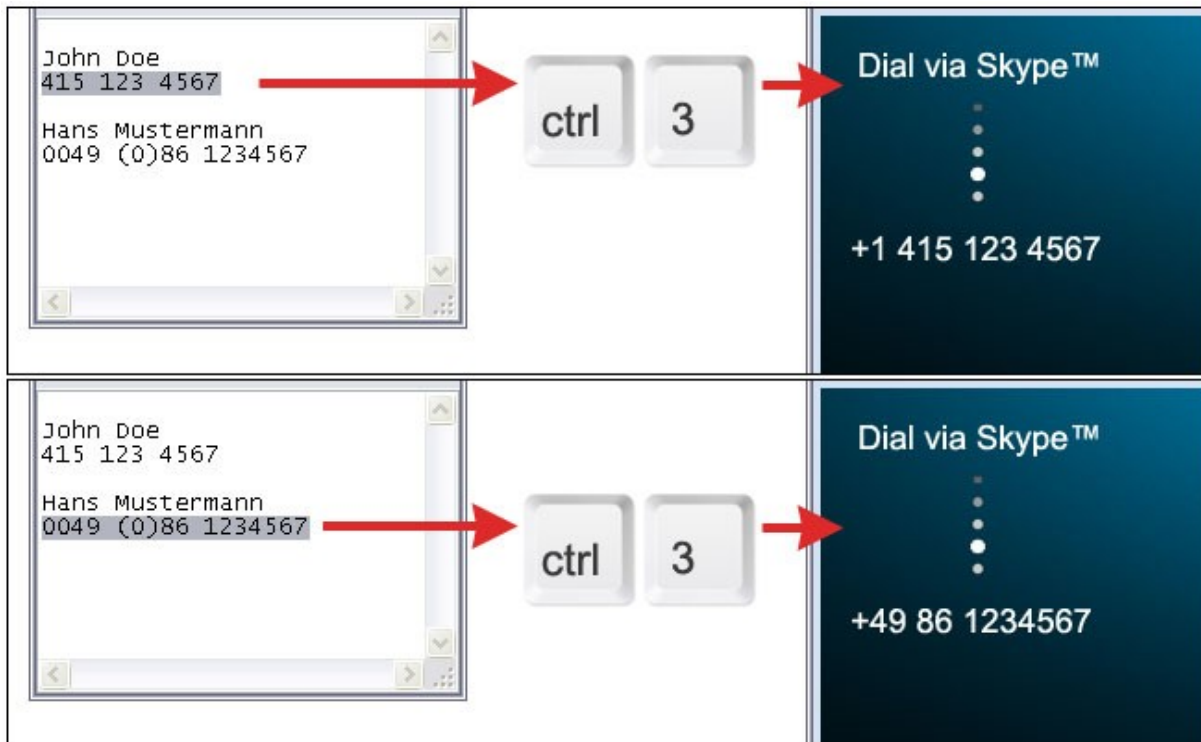 John Doe
415 123 4567
Hans Mustermann
0049 (0)86 1234567
ctrl
3
Dial via Skype™
+1 415 123 4567
John Doe
415 123 4567
Hans Mustermann
0049 (0)86 1234567
ctrl
3
Dial via Skype™
+49 86 1234567